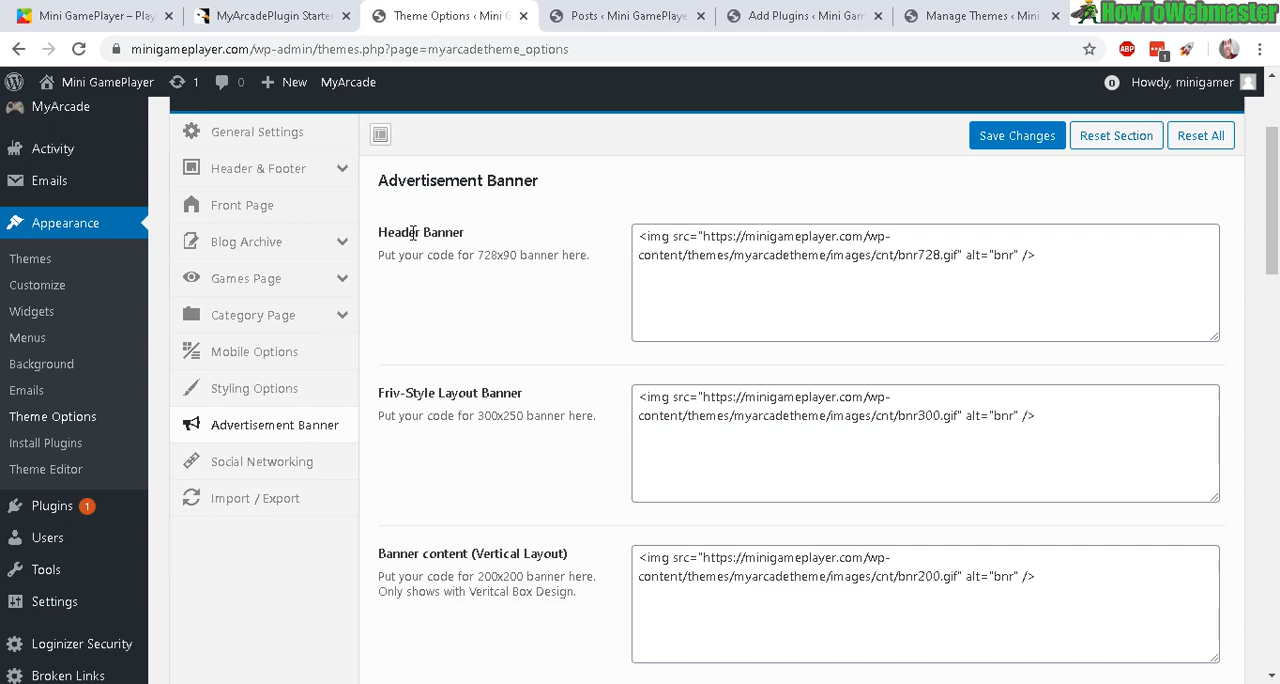 Mini GamePlayer – Play
MyArcadePlugin Starte
Theme Options ‹ Mini G
Posts ‹ Mini GamePlaye
Add Plugins ‹ Mini Gam
Manage Themes ‹ Mini
HowToWebmaster
minigameplayer.com/wp-admin/themes.php?page=myarcadetheme_options
ABP
1
Mini GamePlayer
1
0
New
MyArcade
0
Howdy, minigamer
MyArcade
Activity
Emails
Appearance
Themes
Customize
Widgets
Menus
Background
Emails
Theme Options
Install Plugins
Theme Editor
Plugins 1
Users
Tools
Settings
Loginizer Security
Broken Links
General Settings
Header & Footer
Front Page
Blog Archive
Games Page
Category Page
Mobile Options
Styling Options
Advertisement Banner
Social Networking
Import / Export
Save Changes
Reset Section
Reset All
Advertisement Banner
Header Banner
Put your code for 728x90 banner here.
<img src="https://minigameplayer.com/wp-
content/themes/myarcadetheme/images/cnt/bnr728.gif" alt="bnr" />
Friv-Style Layout Banner
Put your code for 300x250 banner here.
<img src="https://minigameplayer.com/wp-
content/themes/myarcadetheme/images/cnt/bnr300.gif" alt="bnr" />
Banner content (Vertical Layout)
Put your code for 200x200 banner here.
Only shows with Veritcal Box Design.
<img src="https://minigameplayer.com/wp-
content/themes/myarcadetheme/images/cnt/bnr200.gif" alt="bnr" />